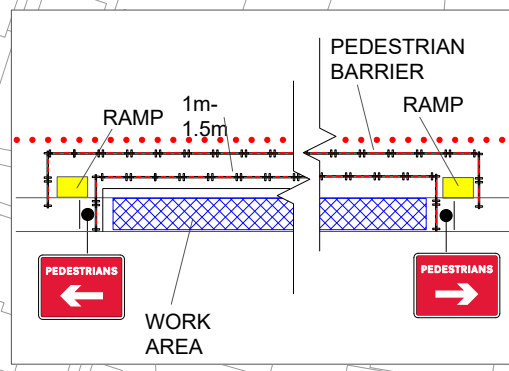 PEDESTRIAN
BARRIER
RAMP
1m-
1.5m
RAMP
PEDESTRIANS
PEDESTRIANS
WORK
AREA